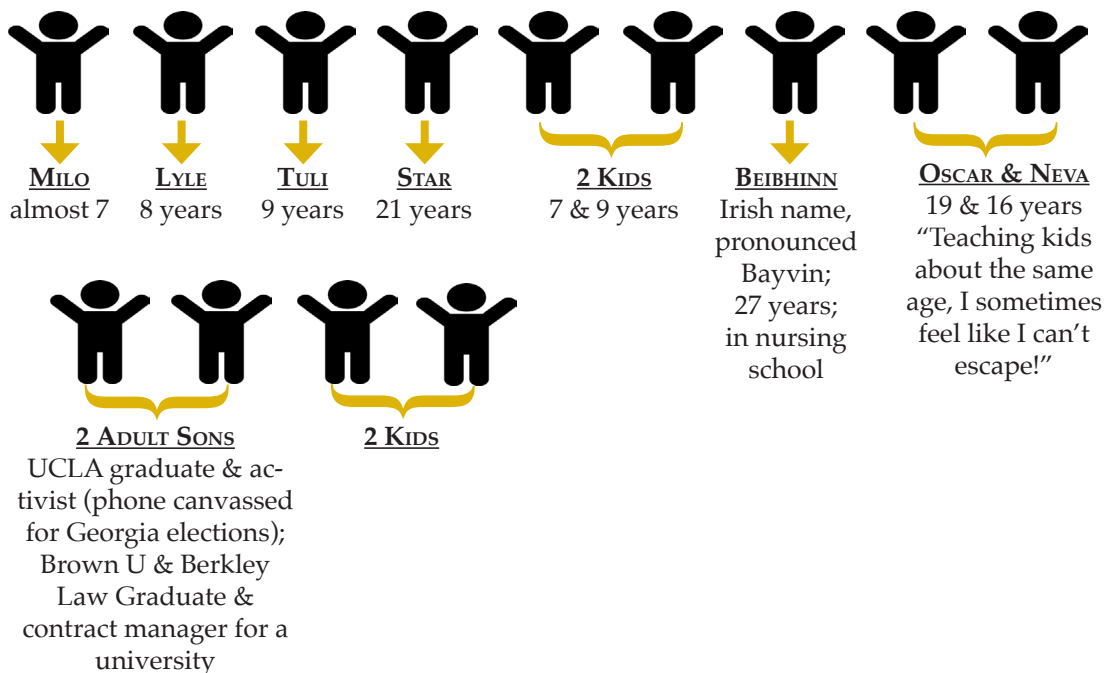 MILO
almost 7
LYLE
8 years
TULI
9 years
STAR
21 years
2 KIDS
7 & 9 years
BEIBHINN
Irish name,
pronounced
Bayvin;
27 years;
in nursing
school
OSCAR & NEVA
19 & 16 years
“Teaching kids
about the same
age, I sometimes
feel like I can’t
escape!”
2 ADULT SONS
UCLA graduate & ac-
tivist (phone canvassed
for Georgia elections);
Brown U & Berkley
Law Graduate &
contract manager for a
university
2 KIDS